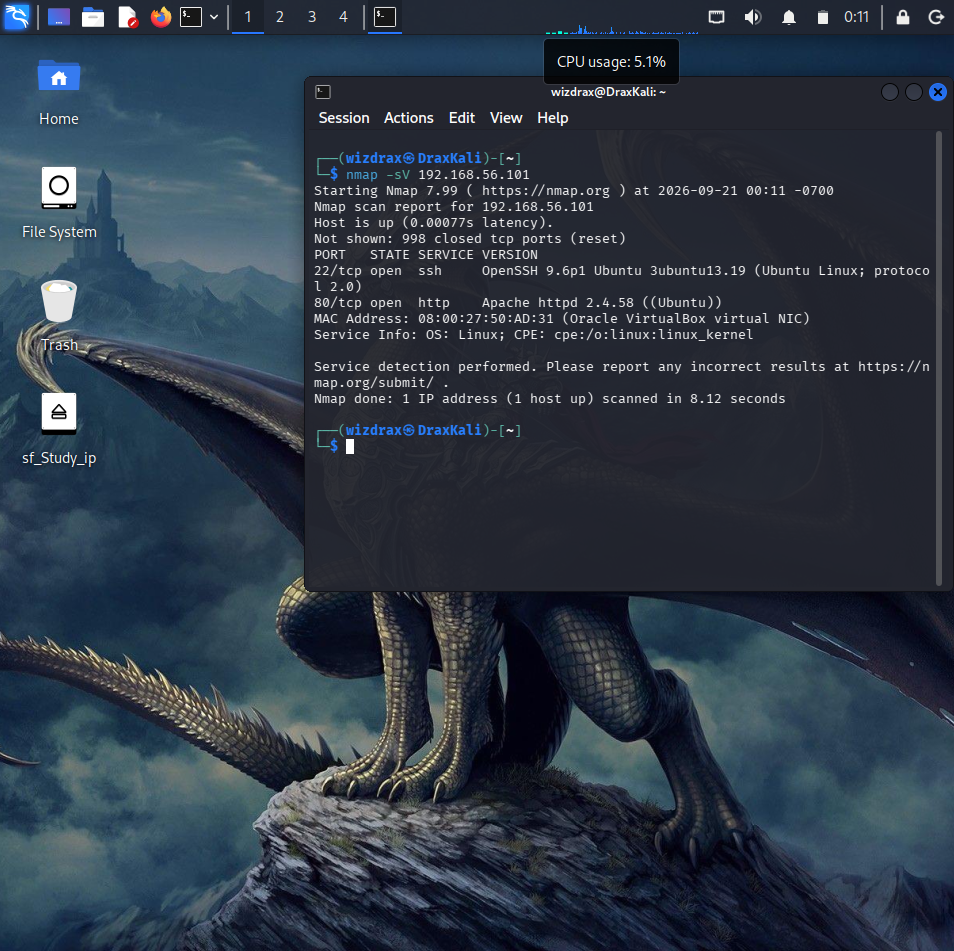 1 2 3 4
0:11
CPU usage: 5.1%
Home
File System
Trash
sf_Study_ip
wizdrax@DraxKali: ~
Session Actions Edit View Help
┌──(wizdrax㉿DraxKali)-[~]
└─$ nmap -sV 192.168.56.101
Starting Nmap 7.99 ( https://nmap.org ) at 2026-09-21 00:11 -0700
Nmap scan report for 192.168.56.101
Host is up (0.00077s latency).
Not shown: 998 closed tcp ports (reset)
PORT   STATE SERVICE VERSION
22/tcp open  ssh     OpenSSH 9.6p1 Ubuntu 3ubuntu13.19 (Ubuntu Linux; protoco
l 2.0)
80/tcp open  http    Apache httpd 2.4.58 ((Ubuntu))
MAC Address: 08:00:27:50:AD:31 (Oracle VirtualBox virtual NIC)
Service Info: OS: Linux; CPE: cpe:/o:linux:linux_kernel
Service detection performed. Please report any incorrect results at https://n
map.org/submit/ .
Nmap done: 1 IP address (1 host up) scanned in 8.12 seconds
┌──(wizdrax㉿DraxKali)-[~]
└─$